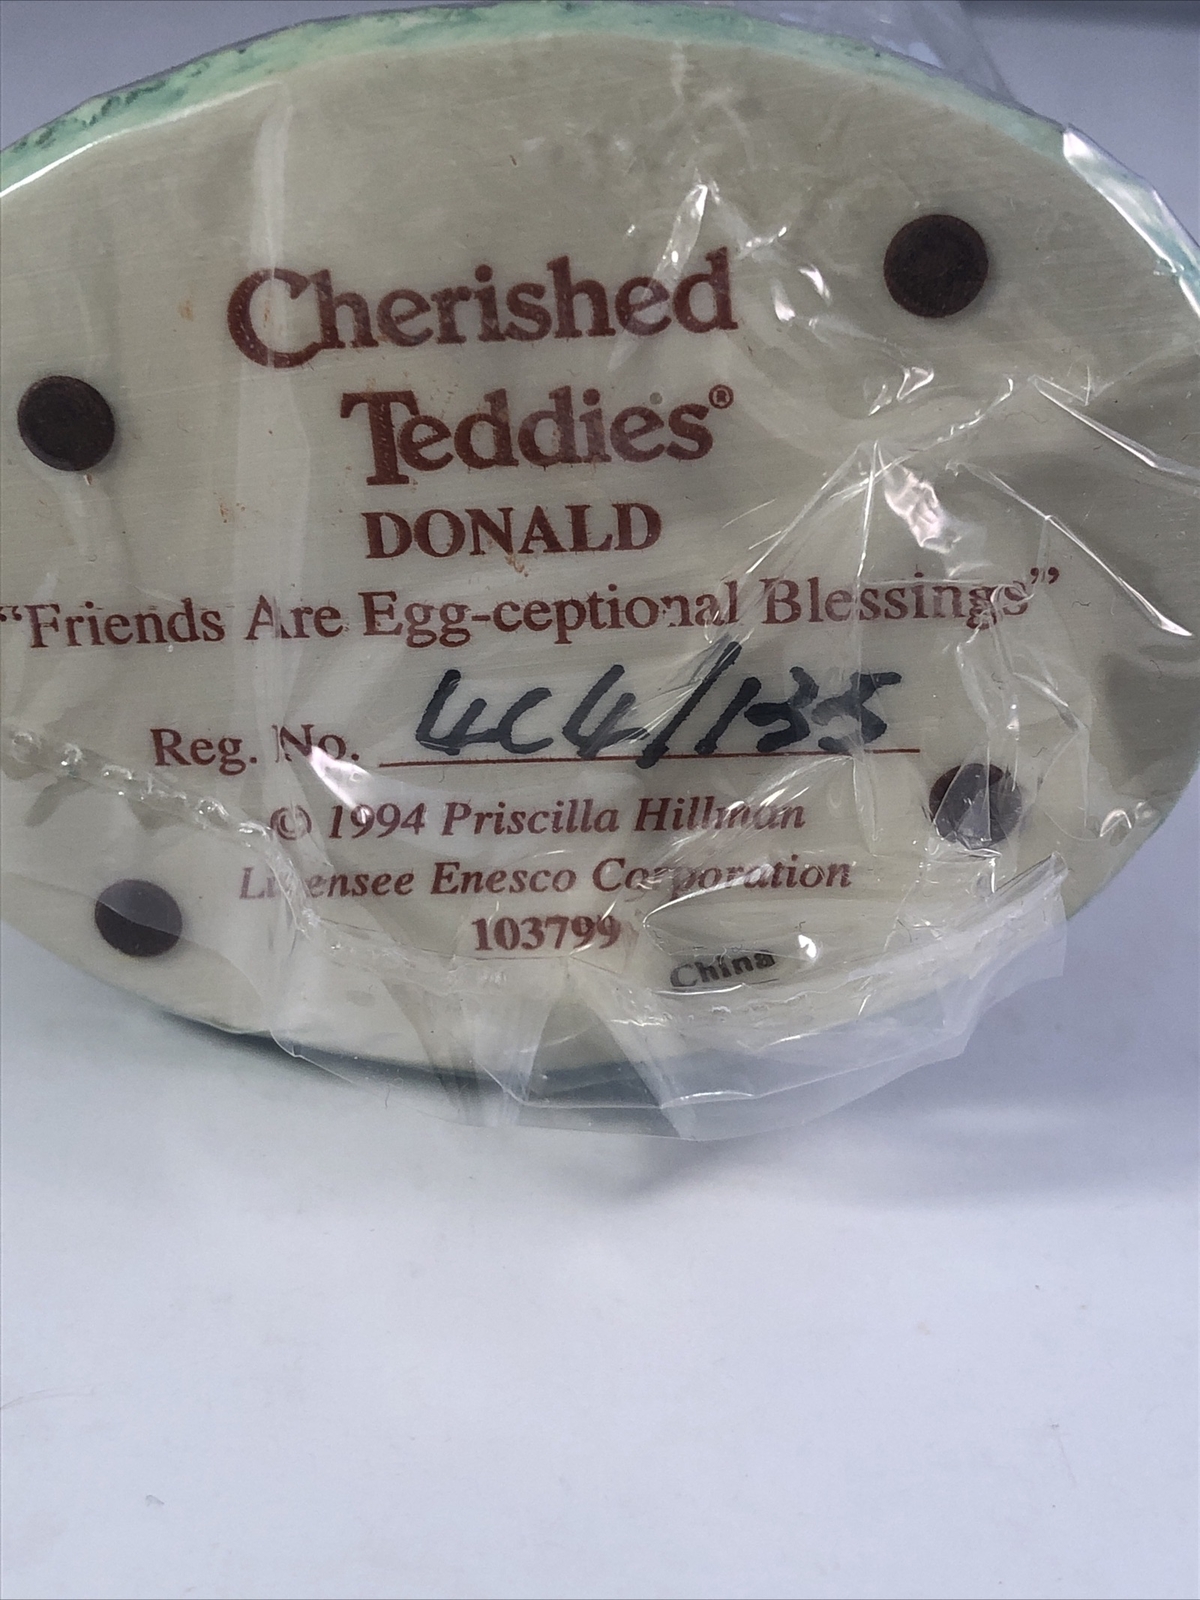 Cherished
Teddies®
DONALD
“Friends Are Egg-ceptional Blessings”
Reg. No. 4C4/135
© 1994 Priscilla Hillman
Licensee Enesco Corporation
103799
China